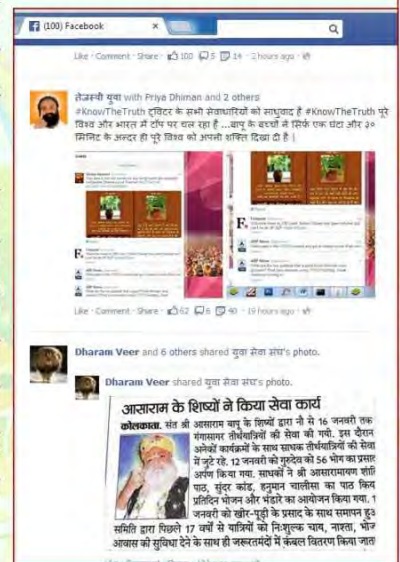 (100) Facebook
Like · Comment · Share · 100 5 14 · 2 hours ago ·
तेजस्वी युवा with Priya Dhiman and 2 others
#KnowTheTruth ट्विटर के सभी सेवाधारियों को साधुवाद है #KnowTheTruth पूरे
विश्व और भारत में टॉप पर चल रहा है ...बापू के बच्चों ने सिर्फ एक घंटा और ३०
मिनिट के अन्दर ही पूरे विश्व को अपनी शक्ति दिखा दी है |
Like · Comment · Share · 62 6 40 · 19 hours ago ·
Dharam Veer and 6 others shared युवा सेवा संघ's photo.
Dharam Veer shared युवा सेवा संघ's photo.
आसाराम के शिष्यों ने किया सेवा कार्य
कोलकाता. संत श्री आसाराम बापू के शिष्यों द्वारा नौ से 16 जनवरी तक
गंगासागर तीर्थयात्रियों की सेवा की गयी. इस दौरान
अनेकों कार्यक्रमों के साथ साधक तीर्थयात्रियों की सेवा
में जुटे रहे. 12 जनवरी को गुरुदेव को 56 भोग का प्रसाद
अर्पण किया गया. साधकों ने श्री आसारामायण
पाठ, सुंदर कांड, हनुमान चालीसा का पाठ किय
प्रतिदिन भोजन और भंडारे का आयोजन किया गया. 1
जनवरी को खीर-पूड़ी के प्रसाद के साथ समापन हुअ
समिति द्वारा पिछले 17 वर्षों से यात्रियों को निःशुल्क चाय, नाश्ता, भोज
आवास को सुविधा देने के साथ ही जरूरतमंदों में कंबल वितरण किया जात